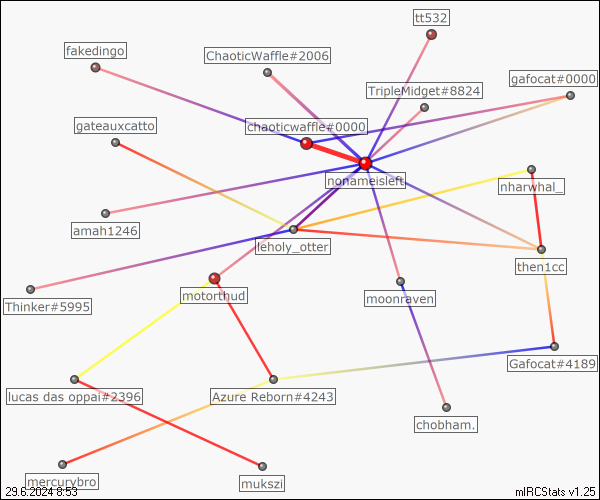 tt532
fakedingo
ChaoticWaffle#2006
gafocat#0000
TripleMidget#8824
gateauxcatto
chaoticwaffle#0000
nonameisleft
nharwhal_
amah1246
leholy_otter
then1cc
Thinker#5995
motorthud
moonraven
Gafocat#4189
lucas das oppai#2396
Azure Reborn#4243
chobham.
mercurybro
mukszi
29.6.2024 8:53
mIRCStats v1.25